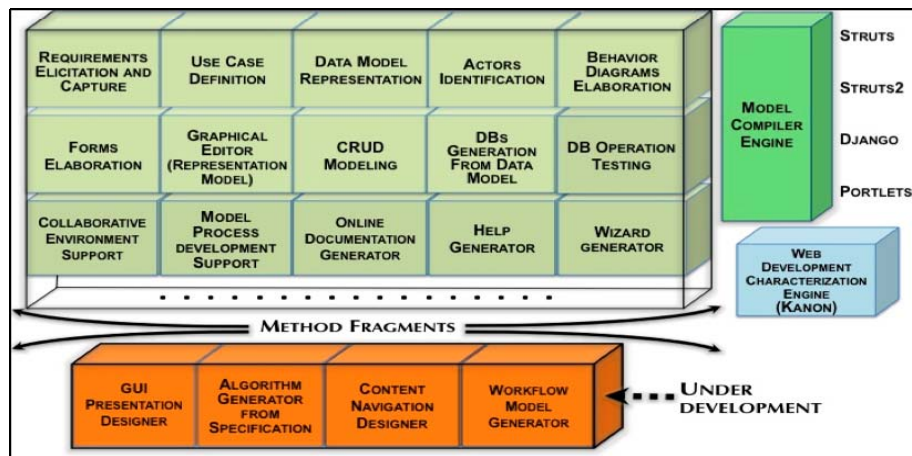 REQUIREMENTS
ELICITATION AND
CAPTURE
USE CASE
DEFINITION
DATA MODEL
REPRESENTATION
ACTORS
IDENTIFICATION
BEHAVIOR
DIAGRAMS
ELABORATION
FORMS
ELABORATION
GRAPHICAL
EDITOR
(REPRESENTATION
MODEL)
CRUD
MODELING
DBS
GENERATION
FROM DATA
MODEL
DB OPERATION
TESTING
COLLABORATIVE
ENVIRONMENT
SUPPORT
MODEL
PROCESS
DEVELOPMENT
SUPPORT
ONLINE
DOCUMENTATION
GENERATOR
HELP
GENERATOR
WIZARD
GENERATOR
MODEL
COMPILER
ENGINE
STRUTS
STRUTS2
DJANGO
PORTLETS
WEB
DEVELOPMENT
CHARACTERIZATION
ENGINE
(KANON)
METHOD FRAGMENTS
GUI
PRESENTATION
DESIGNER
ALGORITHM
GENERATOR
FROM
SPECIFICATION
CONTENT
NAVIGATION
DESIGNER
WORKFLOW
MODEL
GENERATOR
UNDER
DEVELOPMENT